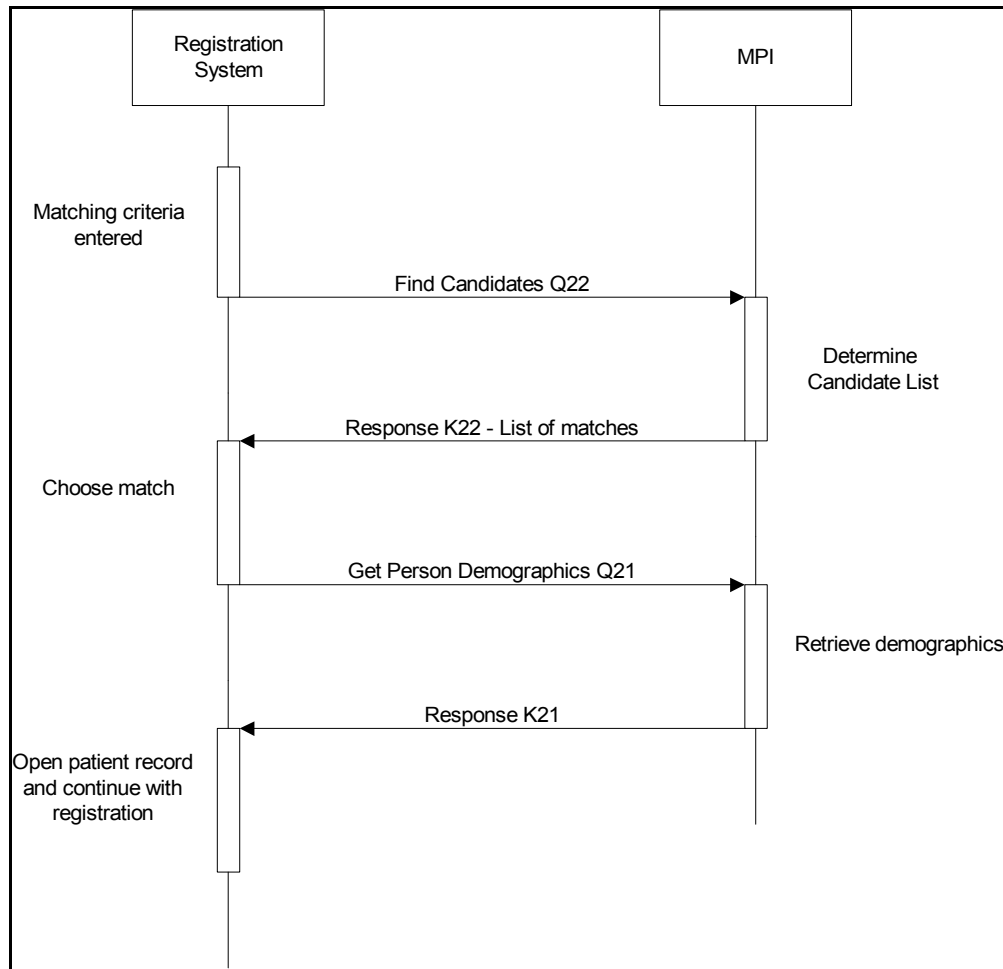 Registration
System
MPI
Matching criteria
entered
Find Candidates Q22
Determine
Candidate List
Response K22 - List of matches
Choose match
Get Person Demographics Q21
Retrieve demographics
Response K21
Open patient record
and continue with
registration